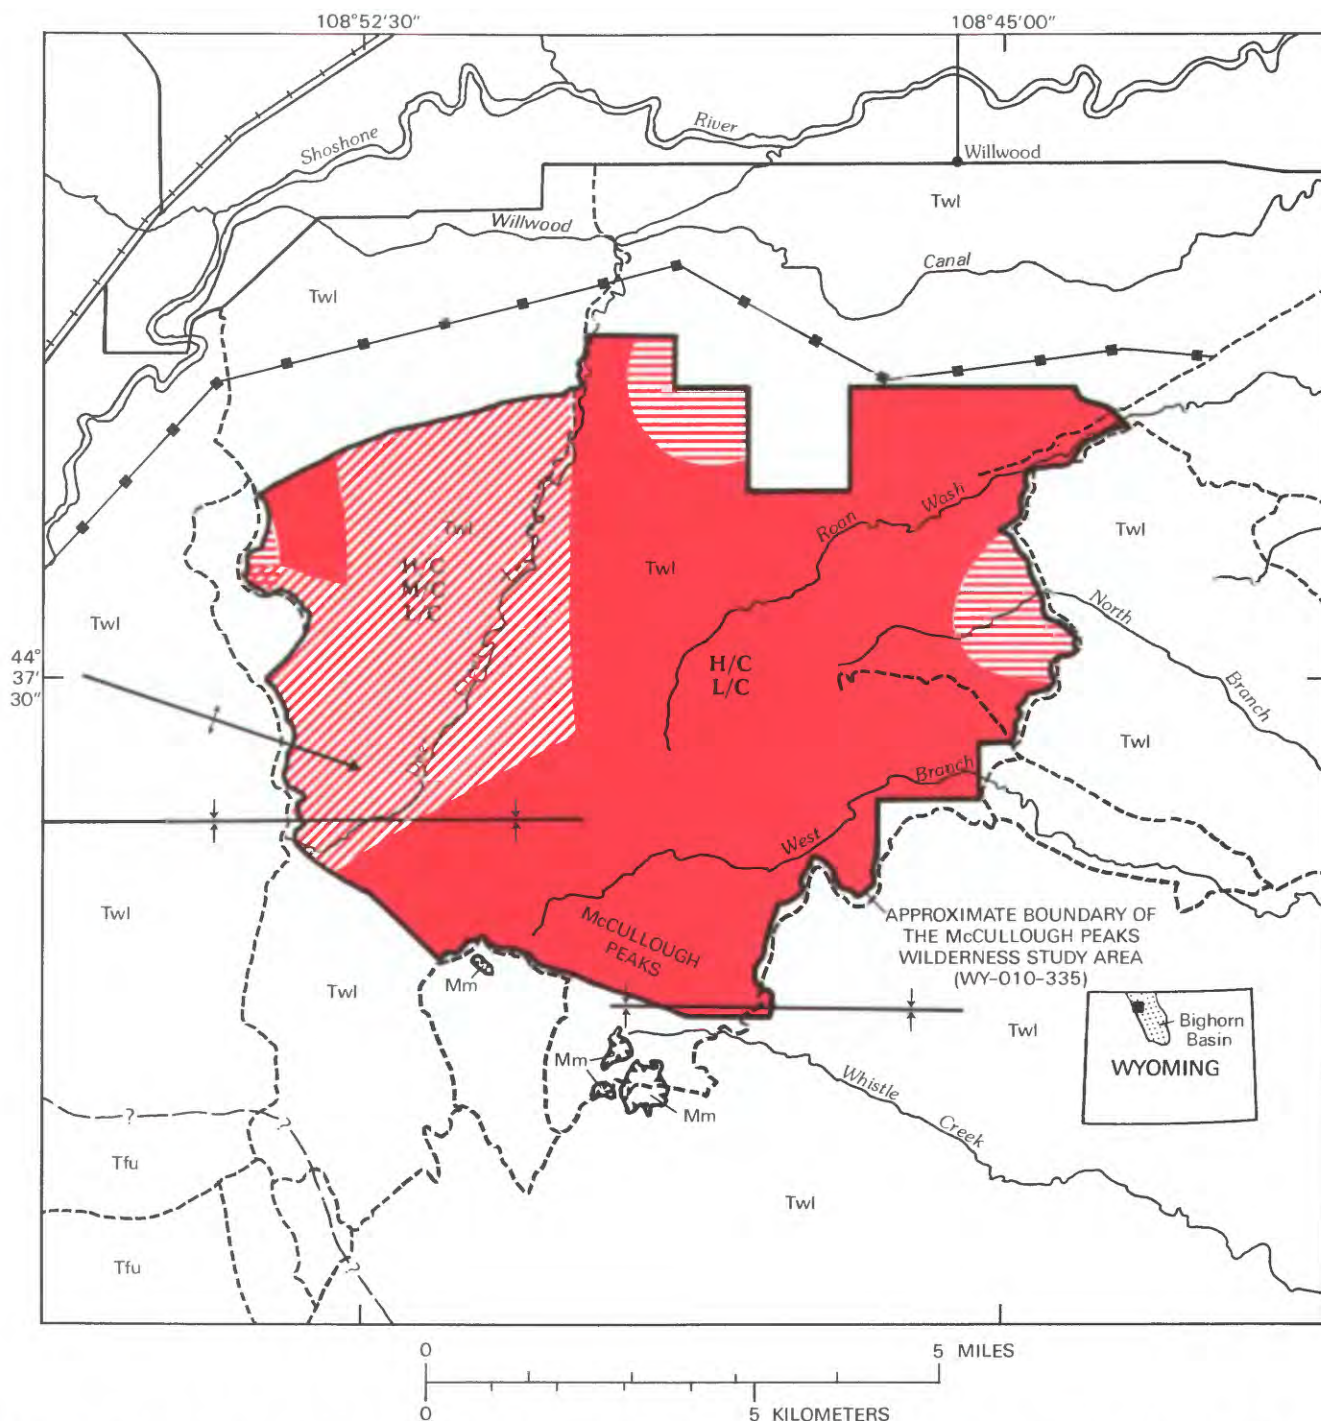 108°52'30"
108°45'00"
River
Shoshone
Willwood
Twl
Willwood
Canal
Twl
Roan
Wash
Twl
Twl
Twl
H/C
M/C
L/C
Twl
North
44°
37'
30"
H/C
L/C
Branch
Twl
Branch
West
Twl
McCULLOUGH
PEAKS
APPROXIMATE BOUNDARY OF
THE McCULLOUGH PEAKS
WILDERNESS STUDY AREA
(WY-010-335)
Twl
Mm
Twl
Bighorn
Basin
WYOMING
Mm
Whistle
Mm
Creek
?
?
Tfu
Twl
Tfu
?
0
5 MILES
0
5 KILOMETERS